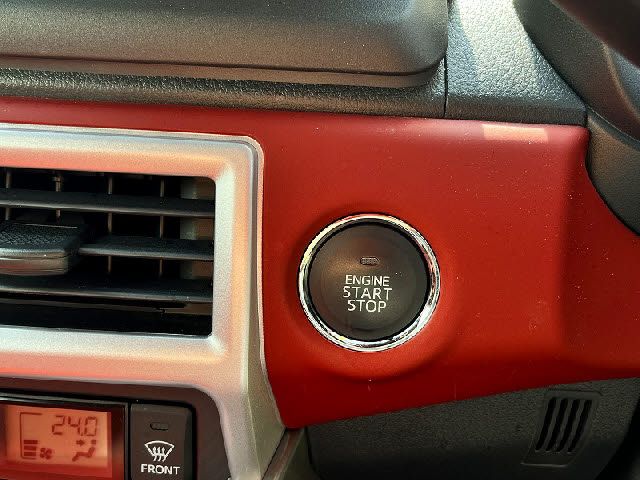 ENGINE
START
STOP
24.0
FRONT